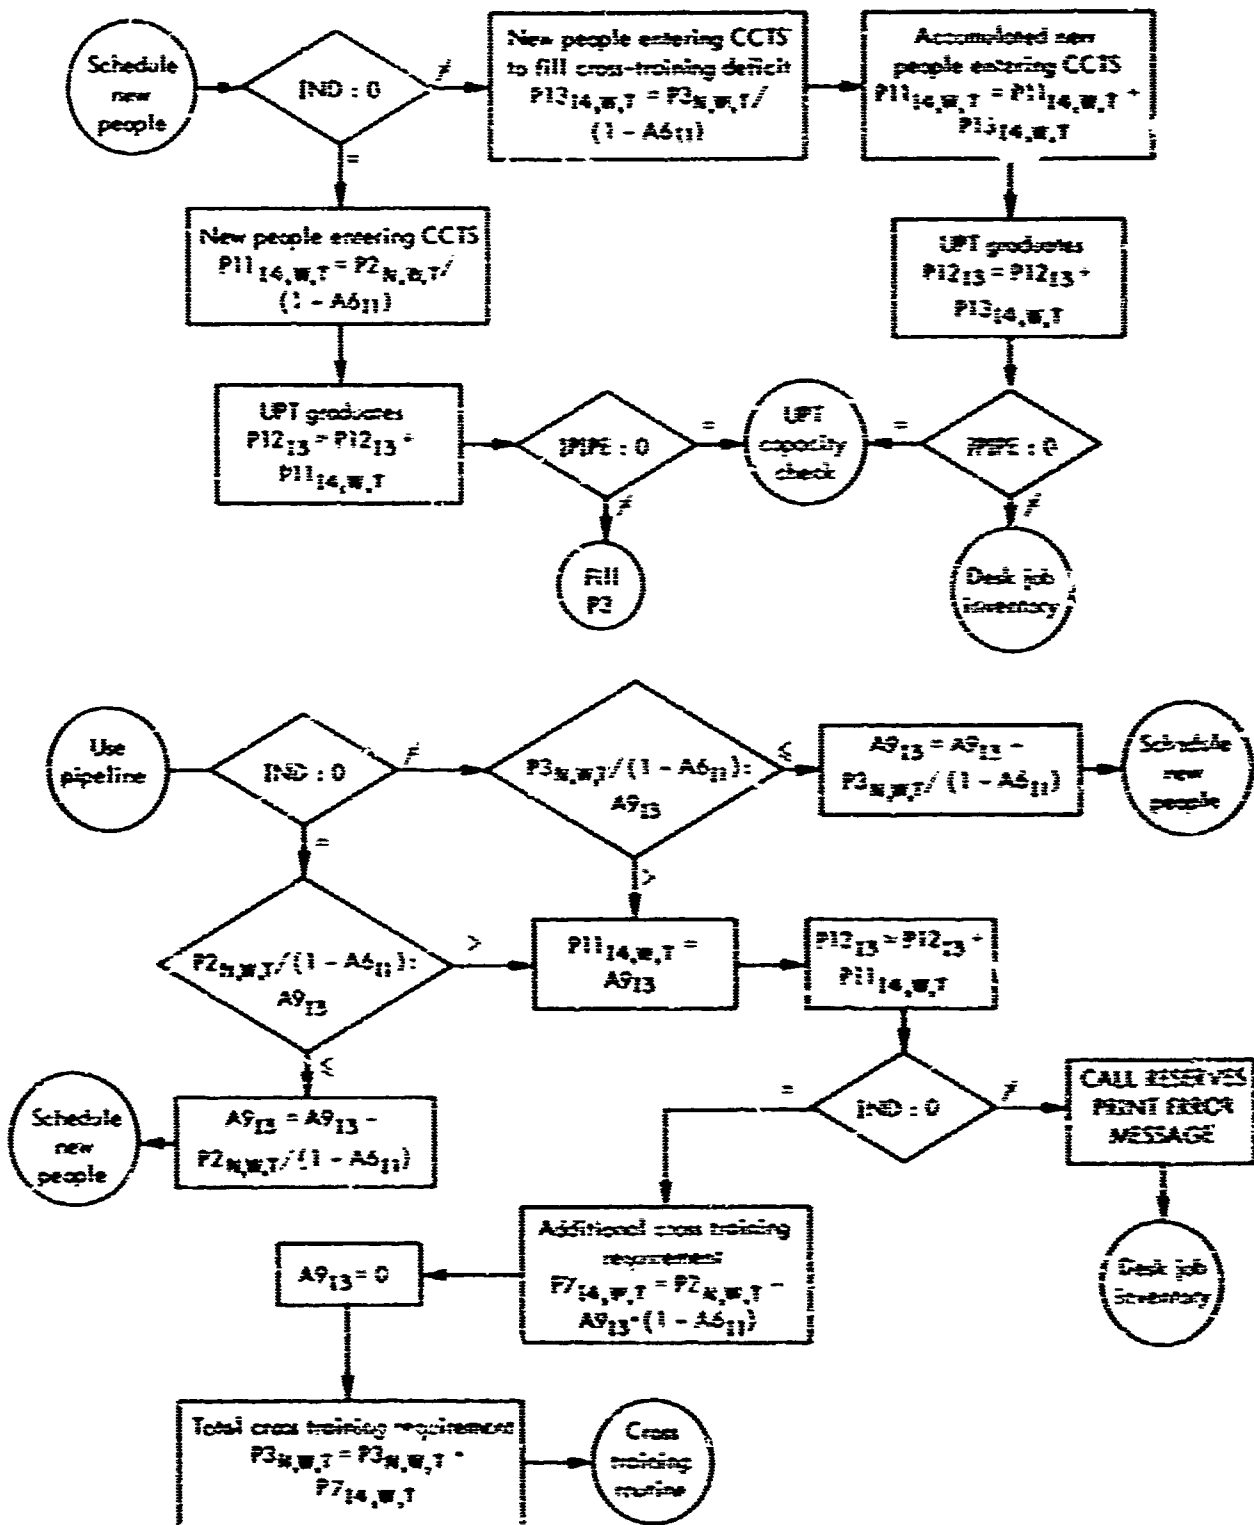 Schedule
new
people
IND : 0
≠
=
New people entering CCTS
to fill cross-training deficit
P13I4,W,T = P3N,W,T/
(1 - A6I1)
Accumulated new
people entering CCTS
P11I4,W,T = P11I4,W,T +
P13I4,W,T
New people entering CCTS
P11I4,W,T = P2N,W,T/
(1 - A6I1)
UPT graduates
P12I3 = P12I3 +
P13I4,W,T
UPT graduates
P12I3 = P12I3 +
P11I4,W,T
IPIPE : 0
=
≠
UPT
capacity
check
=
IPIPE : 0
≠
Fill
P3
Desk job
inventory
Use
pipeline
IND : 0
≠
=
P3N,W,T/(1 - A6I1):
A9I3
≤
>
A9I3 = A9I3 -
P3N,W,T/(1 - A6I1)
Schedule
new
people
P2N,W,T/(1 - A6I1):
A9I3
>
≤
P11I4,W,T =
A9I3
P12I3 = P12I3 +
P11I4,W,T
Schedule
new
people
A9I3 = A9I3 -
P2N,W,T/(1 - A6I1)
=
IND : 0
≠
CALL RESERVES
PRINT ERROR
MESSAGE
Additional cross training
requirement
P7I4,W,T = P2N,W,T -
A9I3·(1 - A6I1)
A9I3 = 0
Desk job
inventory
Total cross training requirement
P3N,W,T = P3N,W,T +
P7I4,W,T
Cross
training
routine